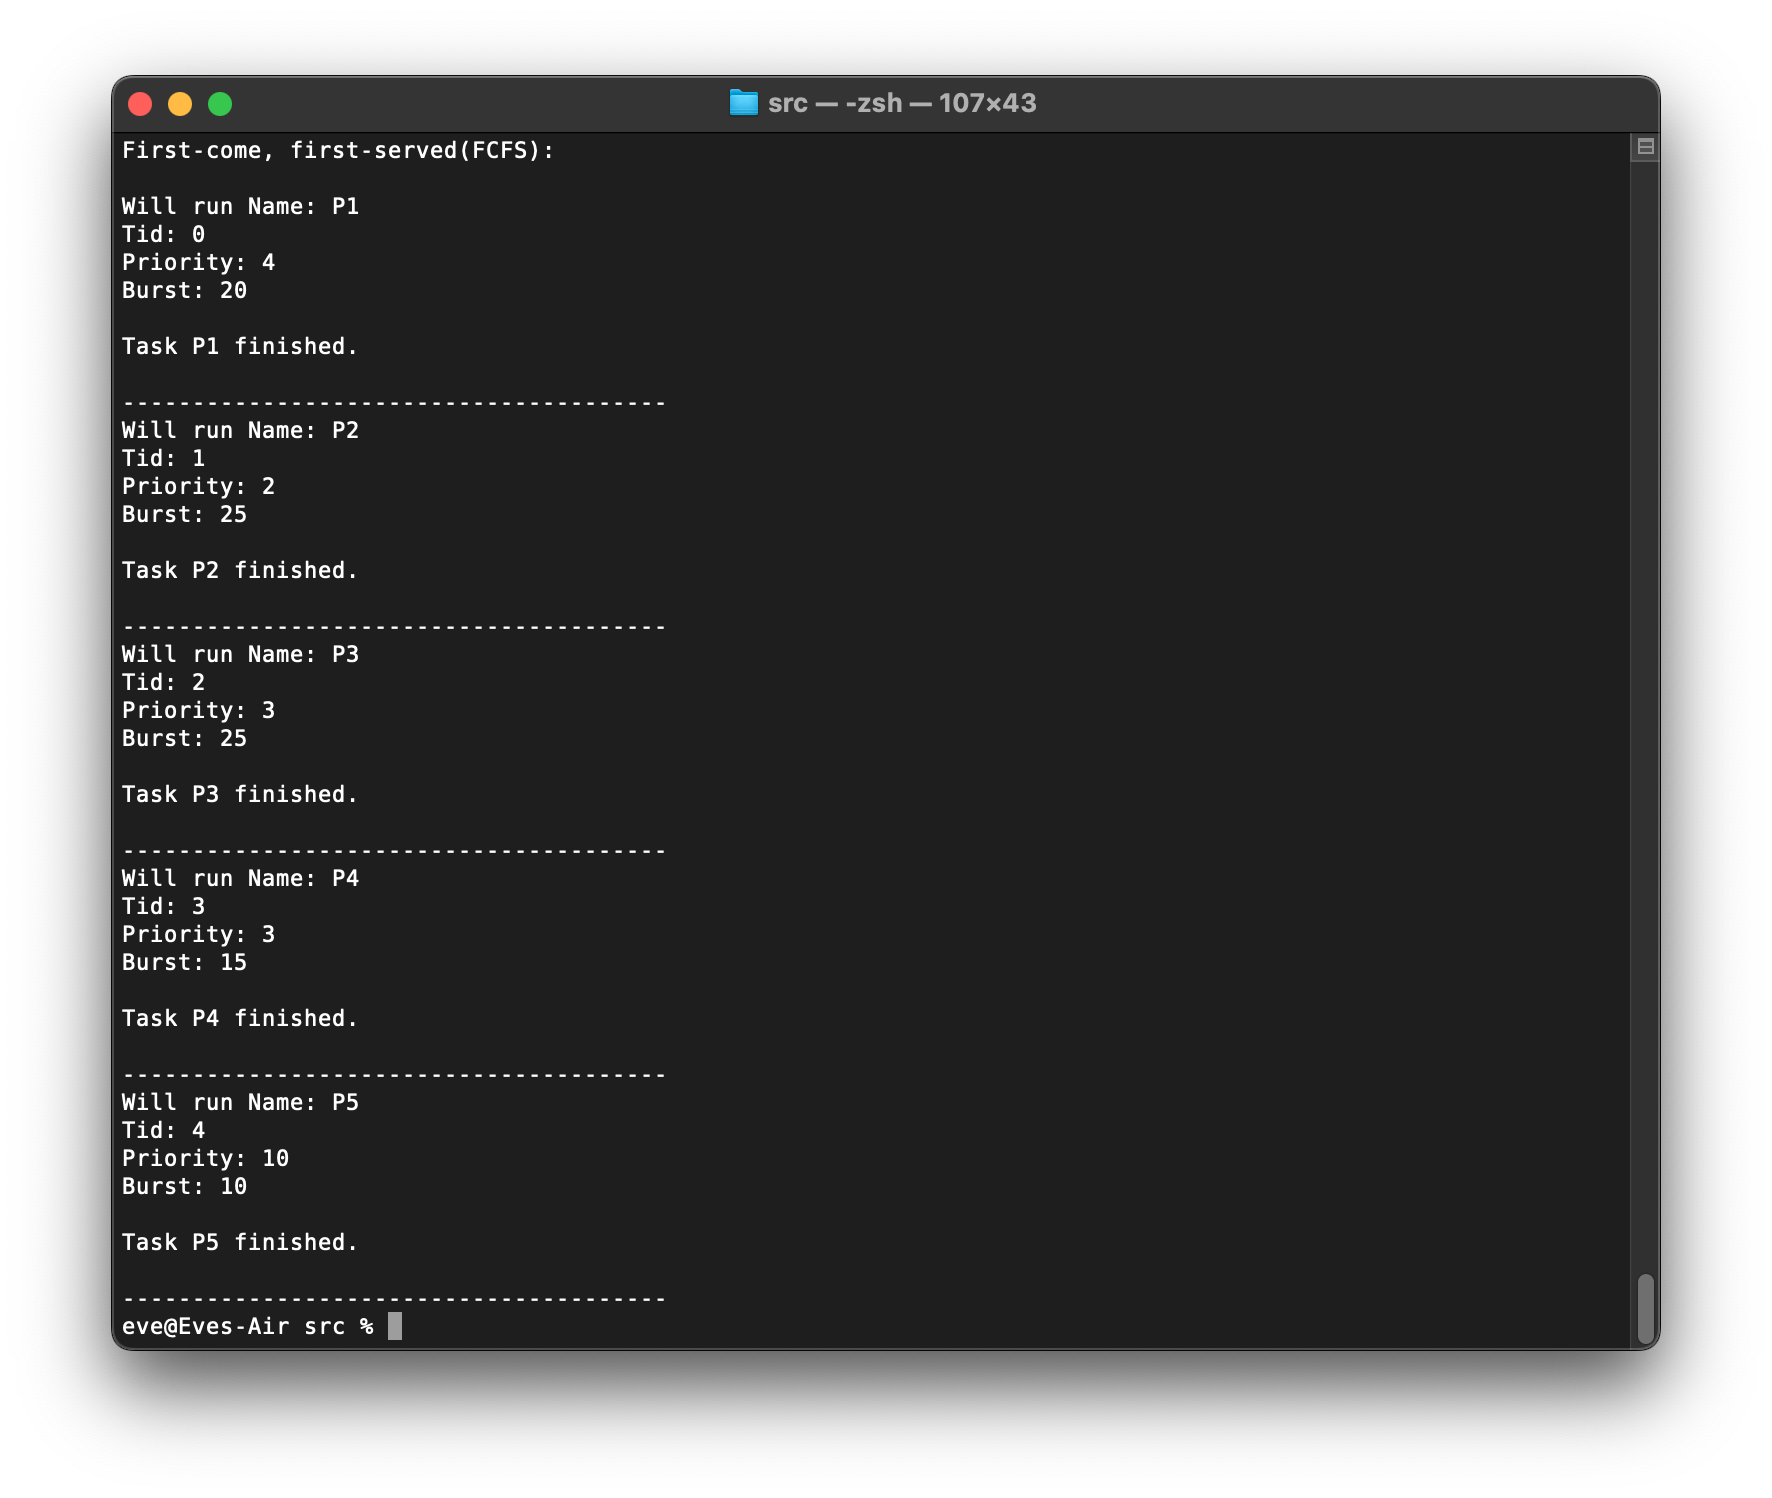 src — -zsh — 107×43
First-come, first-served(FCFS):
Will run Name: P1
Tid: 0
Priority: 4
Burst: 20
Task P1 finished.
---------------------------------------
Will run Name: P2
Tid: 1
Priority: 2
Burst: 25
Task P2 finished.
---------------------------------------
Will run Name: P3
Tid: 2
Priority: 3
Burst: 25
Task P3 finished.
---------------------------------------
Will run Name: P4
Tid: 3
Priority: 3
Burst: 15
Task P4 finished.
---------------------------------------
Will run Name: P5
Tid: 4
Priority: 10
Burst: 10
Task P5 finished.
---------------------------------------
eve@Eves-Air src %